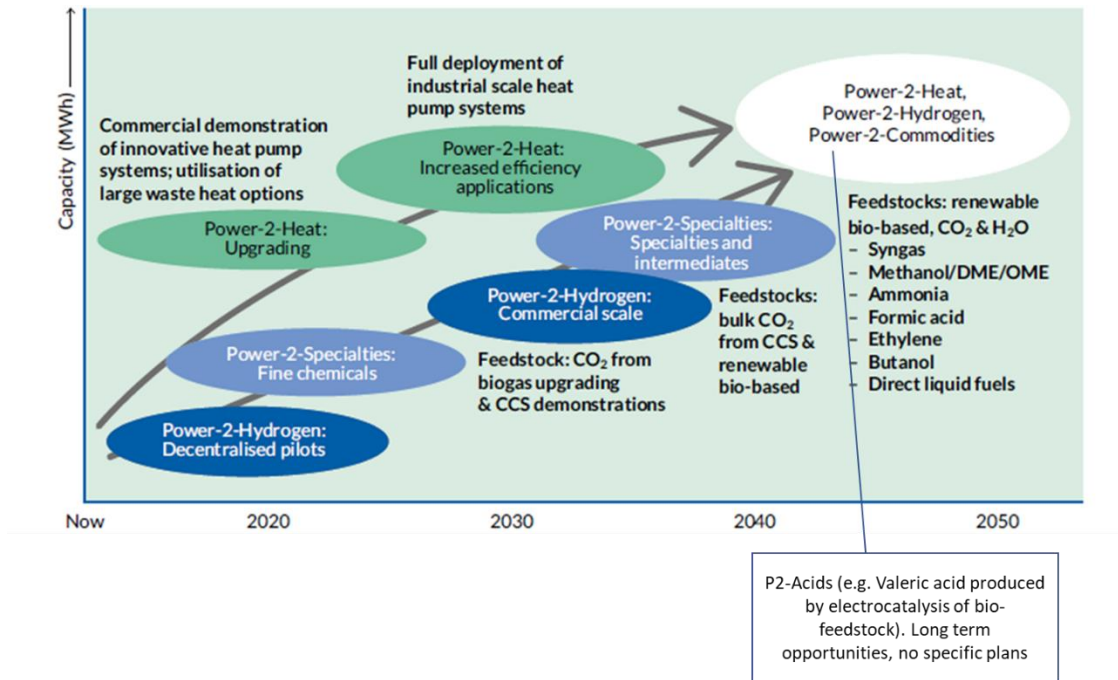 Capacity (MWh)
Commercial demonstration
of innovative heat pump
systems; utilisation of
large waste heat options
Full deployment of
industrial scale heat
pump systems
Power-2-Heat:
Upgrading
Power-2-Heat:
Increased efficiency
applications
Power-2-Heat,
Power-2-Hydrogen,
Power-2-Commodities
Power-2-Specialties:
Fine chemicals
Power-2-Hydrogen:
Decentralised pilots
Power-2-Hydrogen:
Commercial scale
Power-2-Specialties:
Specialties and
intermediates
Feedstock: CO₂ from
biogas upgrading
& CCS demonstrations
Feedstocks:
bulk CO₂
from CCS &
renewable
bio-based
Feedstocks: renewable
bio-based, CO₂ & H₂O
– Syngas
– Methanol/DME/OME
– Ammonia
– Formic acid
– Ethylene
– Butanol
– Direct liquid fuels
Now 2020 2030 2040 2050
P2-Acids (e.g. Valeric acid produced
by electrocatalysis of bio-
feedstock). Long term
opportunities, no specific plans